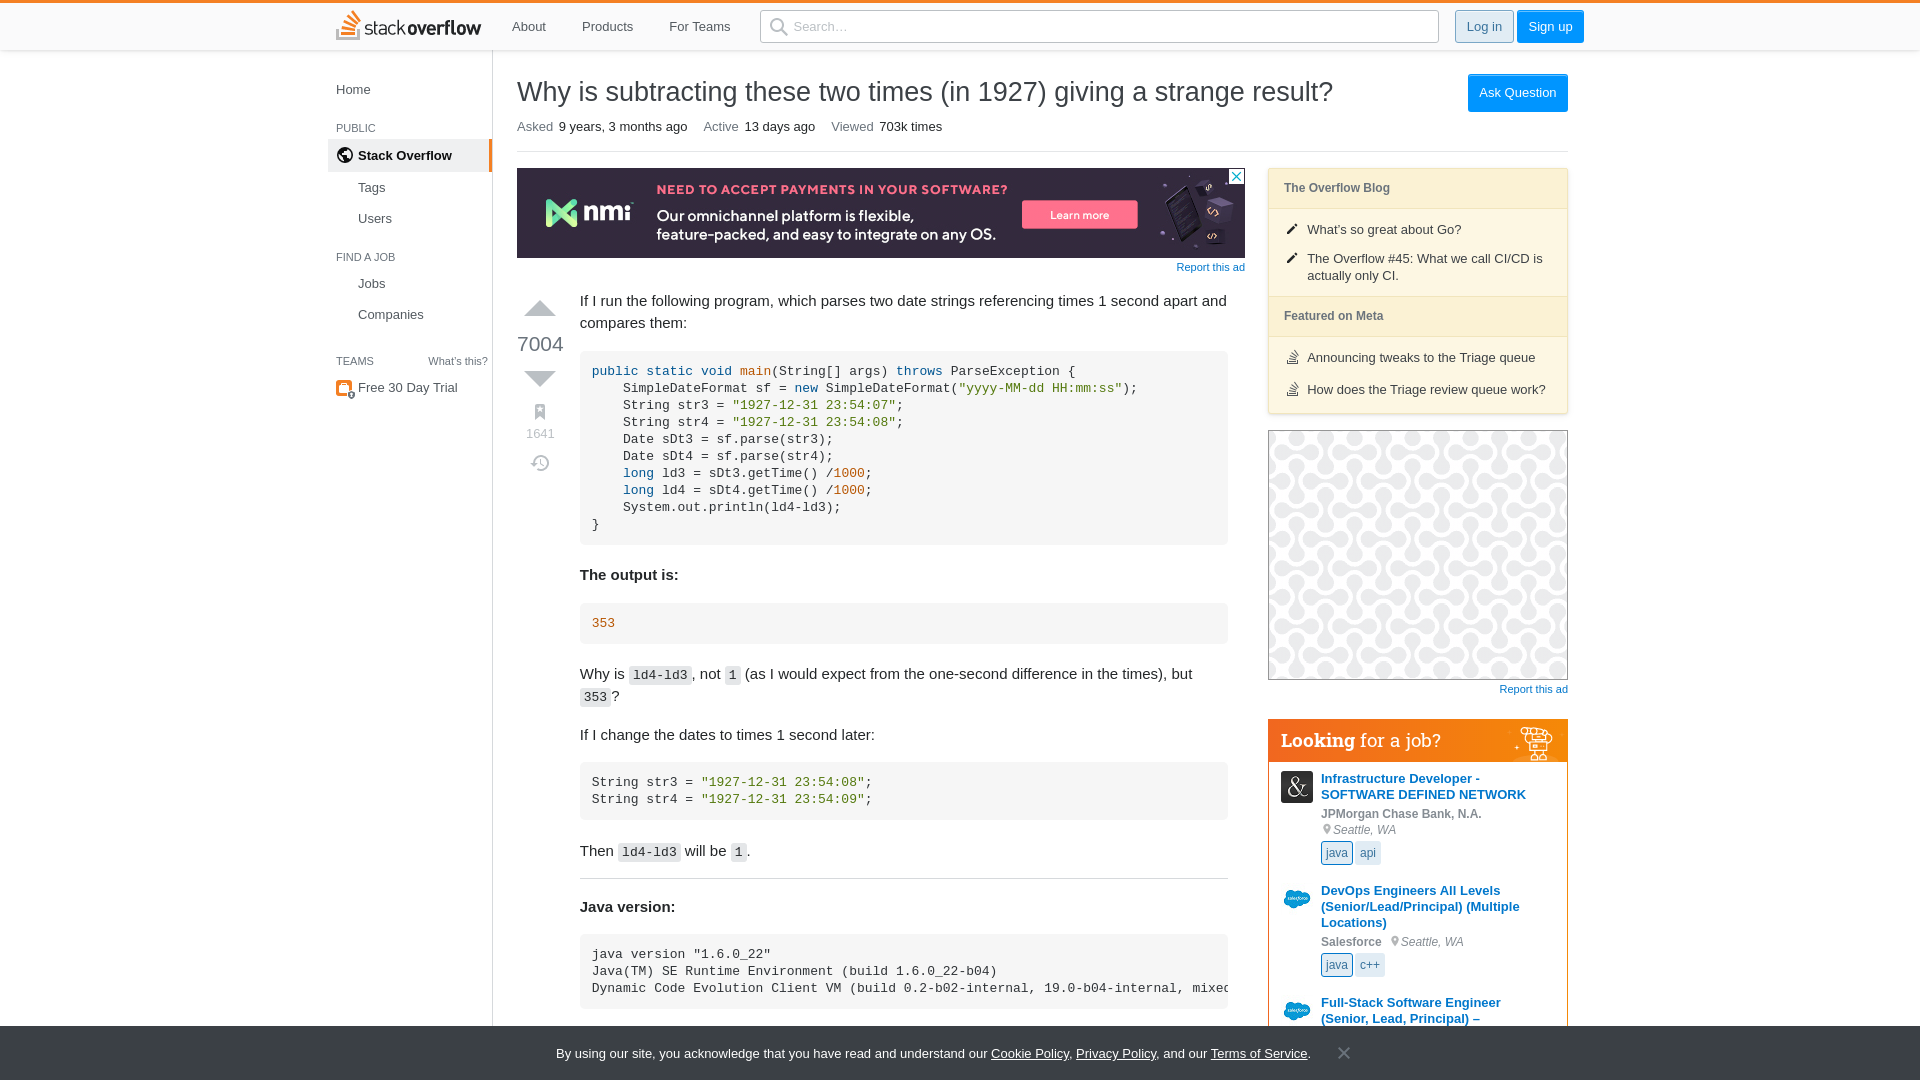 stackoverflow
About
Products
For Teams
Search…
Log in
Sign up
Home
PUBLIC
Stack Overflow
Tags
Users
FIND A JOB
Jobs
Companies
TEAMS
What's this?
Free 30 Day Trial
Why is subtracting these two times (in 1927) giving a strange result?
Ask Question
Asked 9 years, 3 months ago
Active 13 days ago
Viewed 703k times
nmi
NEED TO ACCEPT PAYMENTS IN YOUR SOFTWARE?
Our omnichannel platform is flexible,
feature-packed, and easy to integrate on any OS.
Learn more
Report this ad
7004
1641
If I run the following program, which parses two date strings referencing times 1 second apart and
compares them:
public static void main(String[] args) throws ParseException {
    SimpleDateFormat sf = new SimpleDateFormat("yyyy-MM-dd HH:mm:ss");
    String str3 = "1927-12-31 23:54:07";
    String str4 = "1927-12-31 23:54:08";
    Date sDt3 = sf.parse(str3);
    Date sDt4 = sf.parse(str4);
    long ld3 = sDt3.getTime() /1000;
    long ld4 = sDt4.getTime() /1000;
    System.out.println(ld4-ld3);
}
The output is:
353
Why is ld4-ld3, not 1 (as I would expect from the one-second difference in the times), but
353?
If I change the dates to times 1 second later:
String str3 = "1927-12-31 23:54:08";
String str4 = "1927-12-31 23:54:09";
Then ld4-ld3 will be 1.
Java version:
java version "1.6.0_22"
Java(TM) SE Runtime Environment (build 1.6.0_22-b04)
Dynamic Code Evolution Client VM (build 0.2-b02-internal, 19.0-b04-internal, mixed
The Overflow Blog
What's so great about Go?
The Overflow #45: What we call CI/CD is
actually only CI.
Featured on Meta
Announcing tweaks to the Triage queue
How does the Triage review queue work?
Report this ad
Looking for a job?
&
Infrastructure Developer -
SOFTWARE DEFINED NETWORK
JPMorgan Chase Bank, N.A.
Seattle, WA
java
api
salesforce
DevOps Engineers All Levels
(Senior/Lead/Principal) (Multiple
Locations)
Salesforce
Seattle, WA
java
c++
salesforce
Full-Stack Software Engineer
(Senior, Lead, Principal) –
By using our site, you acknowledge that you have read and understand our Cookie Policy, Privacy Policy, and our Terms of Service.